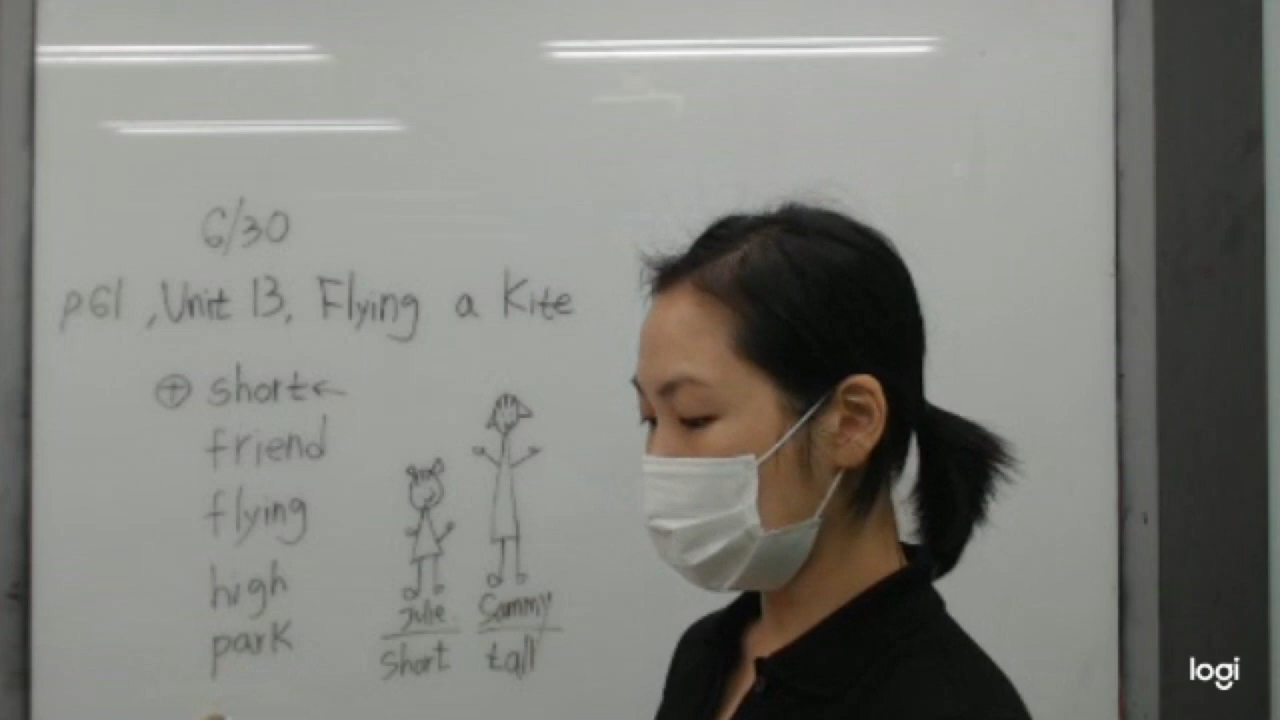 6/30
p61, Unit 13, Flying a Kite
⊕ short←
friend
flying
high
park
Julie
short
Sammy
tall
logi